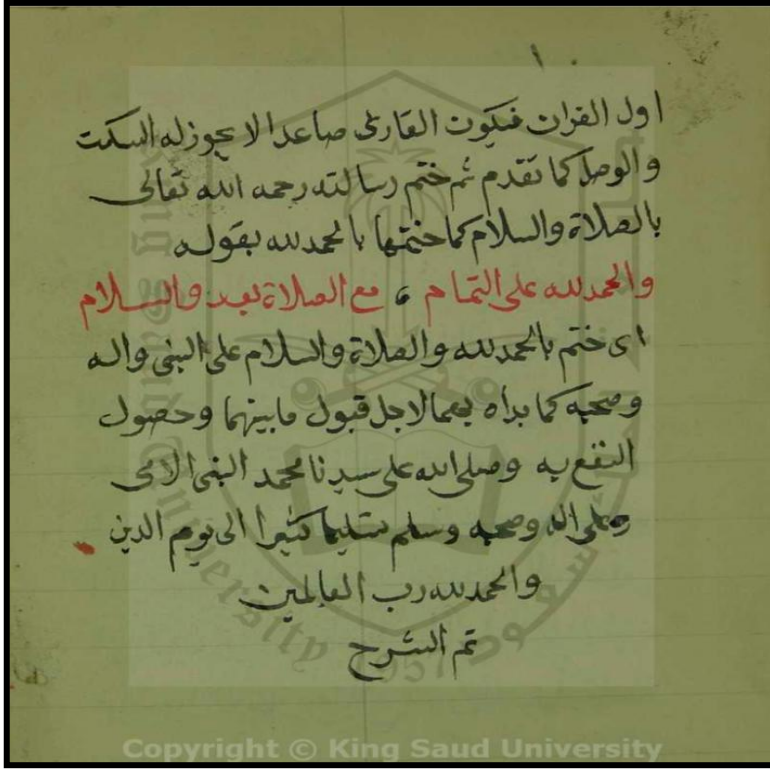 اول القران فيكون القارئ صاعدا لا يجوز له السكت
والوصل كما تقدم ثم ختم رسالته رحمه الله تعالى
بالصلاة والسلام كما ختمها بالحمد لله بقوله
والحمد لله على التمام ، مع الصلاة بعد والسلام
اى ختم بالحمد لله والصلاة والسلام على النبى واله
وصحبه كما بداه بهما لاجل قبول ما بينهما وحصول
النفع به وصلى الله على سيدنا محمد النبى الامى
وعلى اله وصحبه وسلم تسليما كثيرا الى يوم الدين
والحمد لله رب العالمين
تم الشرح
Copyright © King Saud University